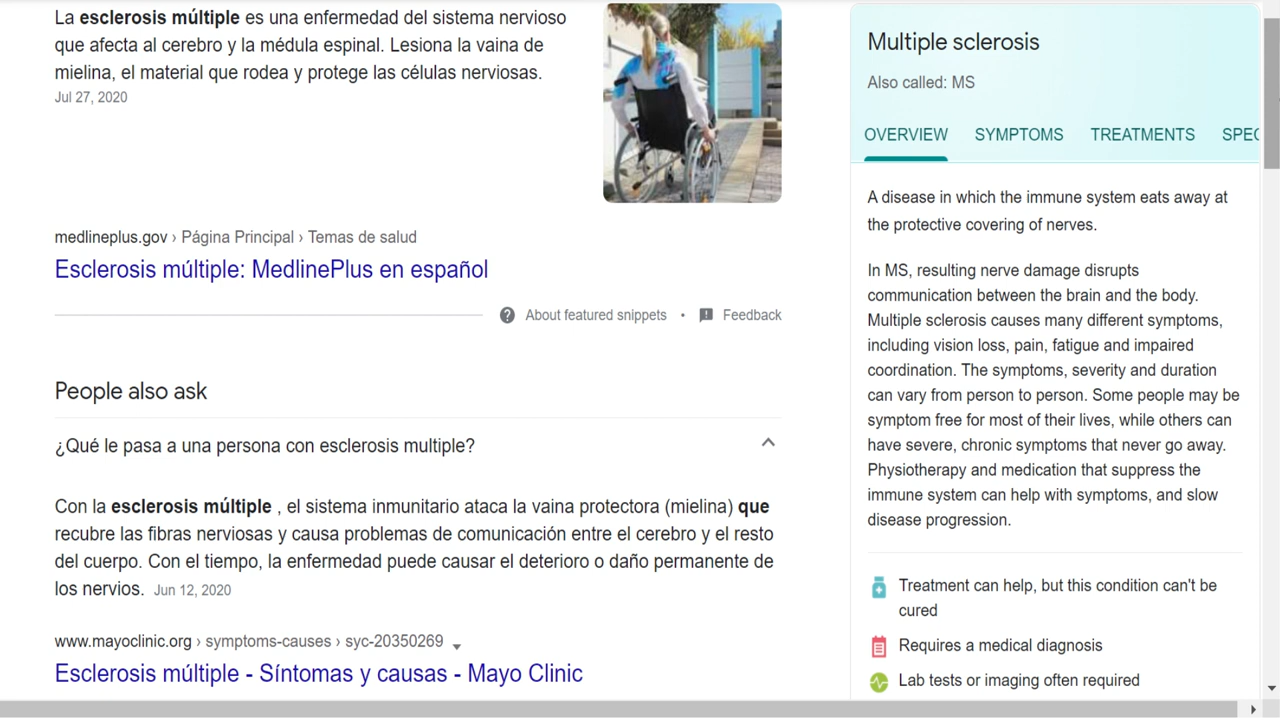 La esclerosis múltiple es una enfermedad del sistema nervioso
que afecta al cerebro y la médula espinal. Lesiona la vaina de
mielina, el material que rodea y protege las células nerviosas.
Jul 27, 2020
medlineplus.gov › Página Principal › Temas de salud
Esclerosis múltiple: MedlinePlus en español
About featured snippets • Feedback
People also ask
¿Qué le pasa a una persona con esclerosis multiple?
Con la esclerosis múltiple , el sistema inmunitario ataca la vaina protectora (mielina) que
recubre las fibras nerviosas y causa problemas de comunicación entre el cerebro y el resto
del cuerpo. Con el tiempo, la enfermedad puede causar el deterioro o daño permanente de
los nervios. Jun 12, 2020
www.mayoclinic.org › symptoms-causes › syc-20350269
Esclerosis múltiple - Síntomas y causas - Mayo Clinic
Multiple sclerosis
Also called: MS
OVERVIEW SYMPTOMS TREATMENTS SPEC
A disease in which the immune system eats away at
the protective covering of nerves.
In MS, resulting nerve damage disrupts
communication between the brain and the body.
Multiple sclerosis causes many different symptoms,
including vision loss, pain, fatigue and impaired
coordination. The symptoms, severity and duration
can vary from person to person. Some people may be
symptom free for most of their lives, while others can
have severe, chronic symptoms that never go away.
Physiotherapy and medication that suppress the
immune system can help with symptoms, and slow
disease progression.
Treatment can help, but this condition can't be
cured
Requires a medical diagnosis
Lab tests or imaging often required